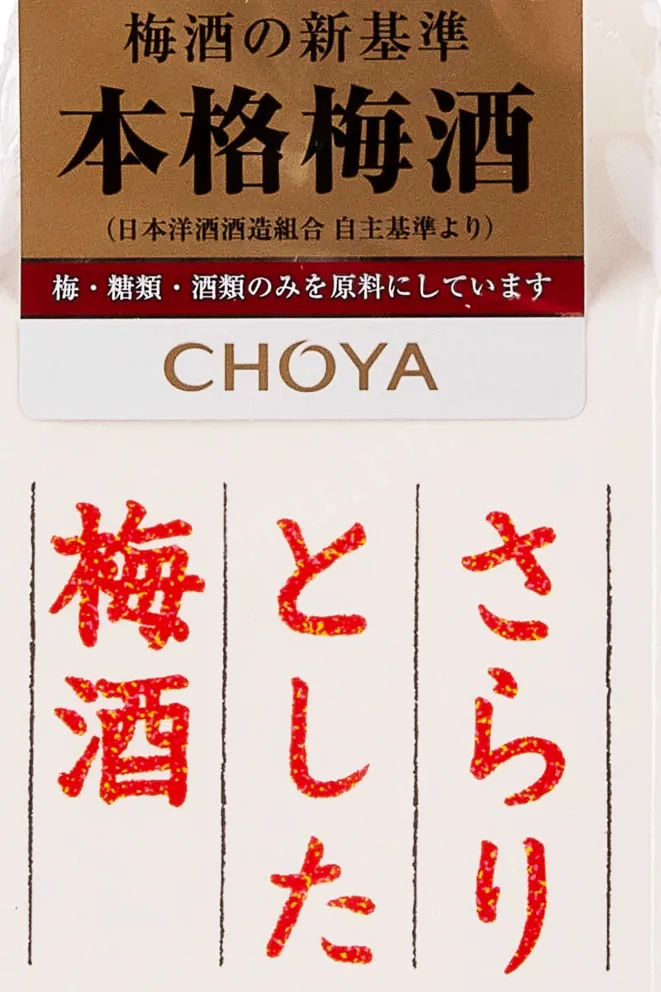 梅酒の新基準
本格梅酒
（日本洋酒酒造組合 自主基準より）
梅・糖類・酒類のみを原料にしています
CHOYA
さらり
とした
梅酒